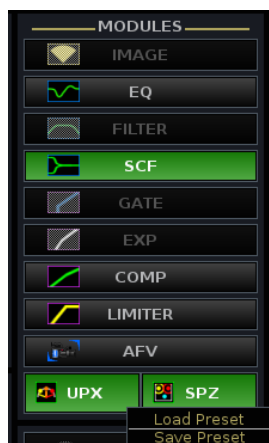 MODULES
IMAGE
EQ
FILTER
SCF
GATE
EXP
COMP
LIMITER
AFV
UPX SPZ
Load Preset
Save Preset